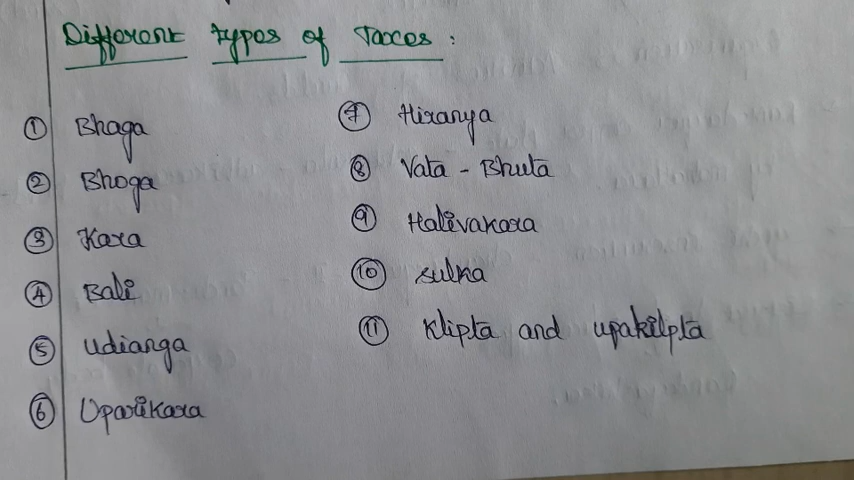 Different types of Taxes :
① Bhaga
② Bhoga
③ Kara
④ Bali
⑤ Udianga
⑥ Uparikara
⑦ Hiranya
⑧ Vata - Bhuta
⑨ Halivakara
⑩ sulka
⑪ Klipta and upakilpta